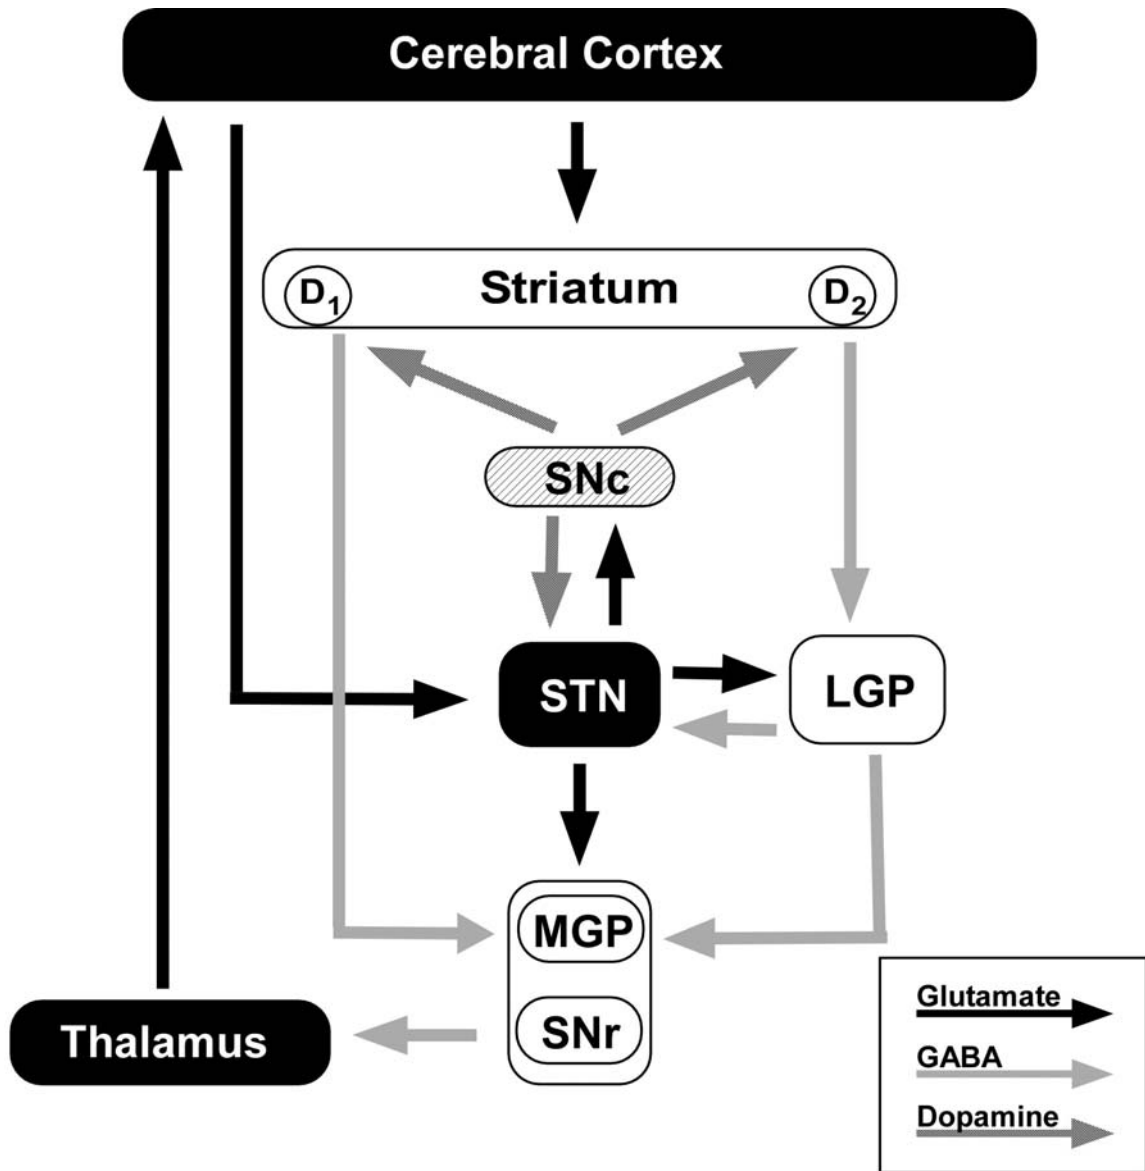 Cerebral Cortex
D1 Striatum D2
SNc
STN
LGP
MGP
SNr
Thalamus
Glutamate
GABA
Dopamine